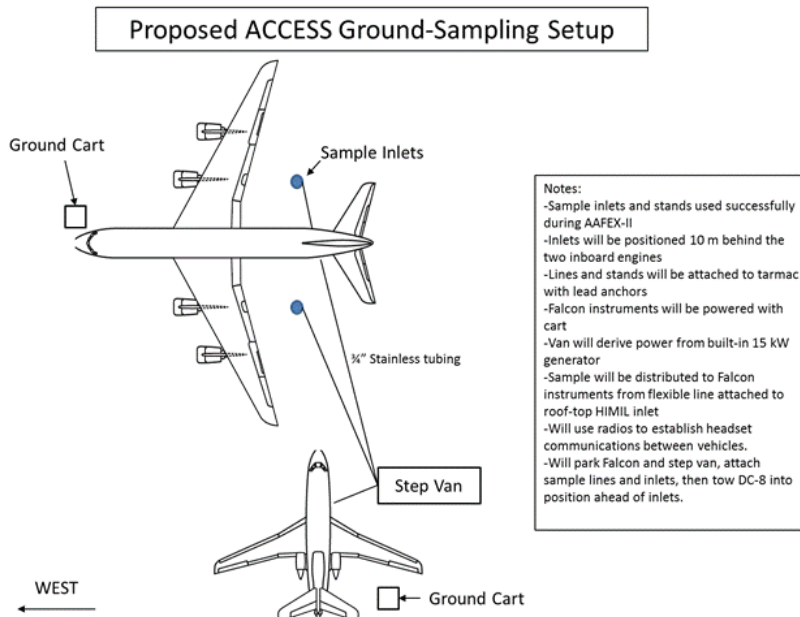 Proposed ACCESS Ground-Sampling Setup
Ground Cart
Sample Inlets
¾” Stainless tubing
Step Van
WEST
Ground Cart
Notes:
-Sample inlets and stands used successfully
during AAFEX-II
-Inlets will be positioned 10 m behind the
two inboard engines
-Lines and stands will be attached to tarmac
with lead anchors
-Falcon instruments will be powered with
cart
-Van will derive power from built-in 15 kW
generator
-Sample will be distributed to Falcon
instruments from flexible line attached to
roof-top HIMIL inlet
-Will use radios to establish headset
communications between vehicles.
-Will park Falcon and step van, attach
sample lines and inlets, then tow DC-8 into
position ahead of inlets.